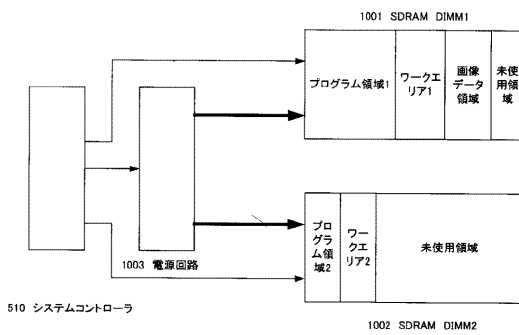 1001 SDRAM DIMM1
プログラム領域1
ワークエ
リア1
画像
データ
領域
未使
用領
域
プロ
グラ
ム領
域2
ワー
クエ
リア2
未使用領域
1003 電源回路
510 システムコントローラ
1002 SDRAM DIMM2